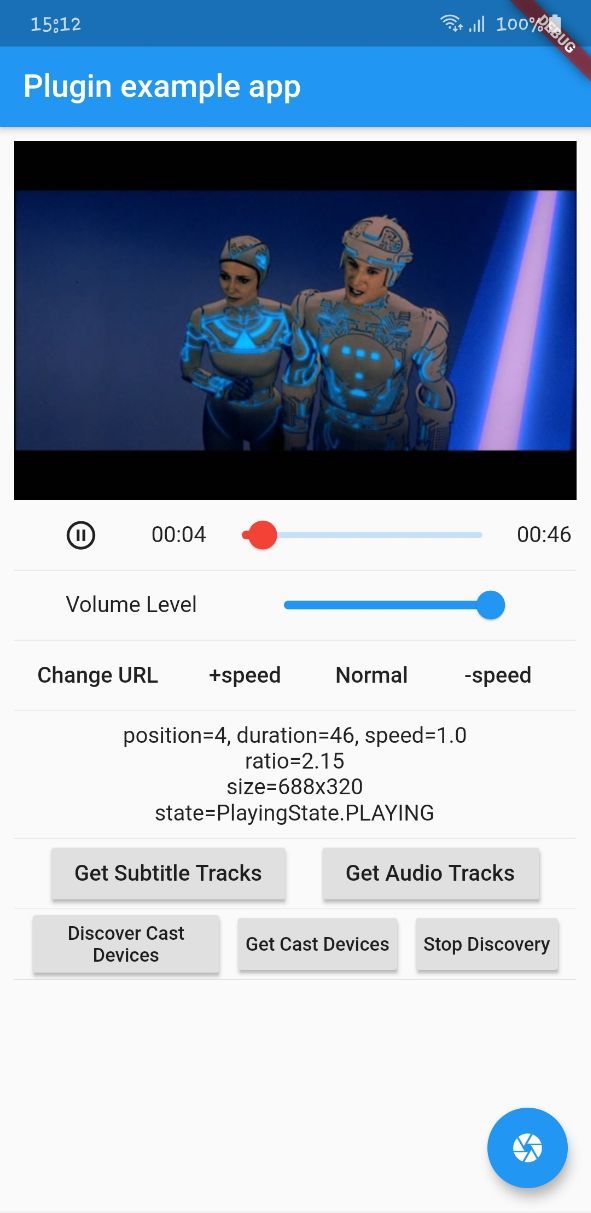 15:12
100%
DEBUG
Plugin example app
00:04
00:46
Volume Level
Change URL +speed Normal -speed
position=4, duration=46, speed=1.0
ratio=2.15
size=688x320
state=PlayingState.PLAYING
Get Subtitle Tracks Get Audio Tracks
Discover Cast
Devices
Get Cast Devices
Stop Discovery